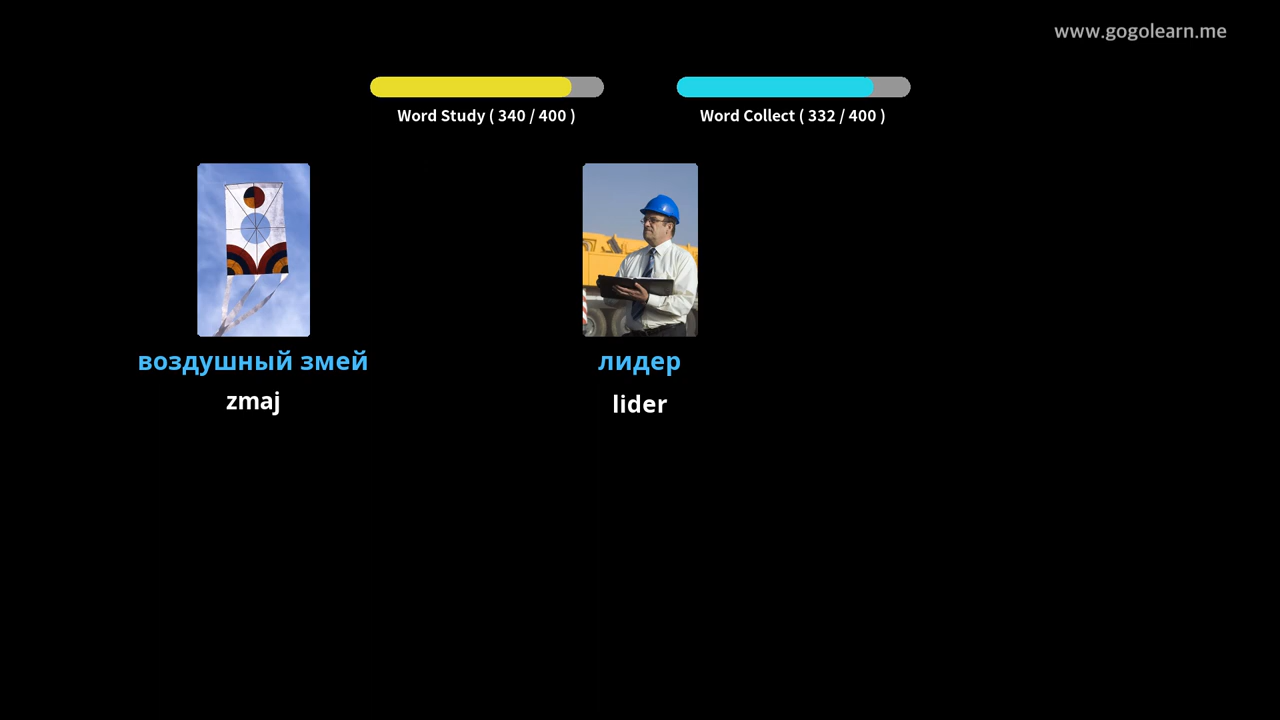 www.gogolearn.me
Word Study ( 340 / 400 )
Word Collect ( 332 / 400 )
воздушный змей
лидер
zmaj
lider